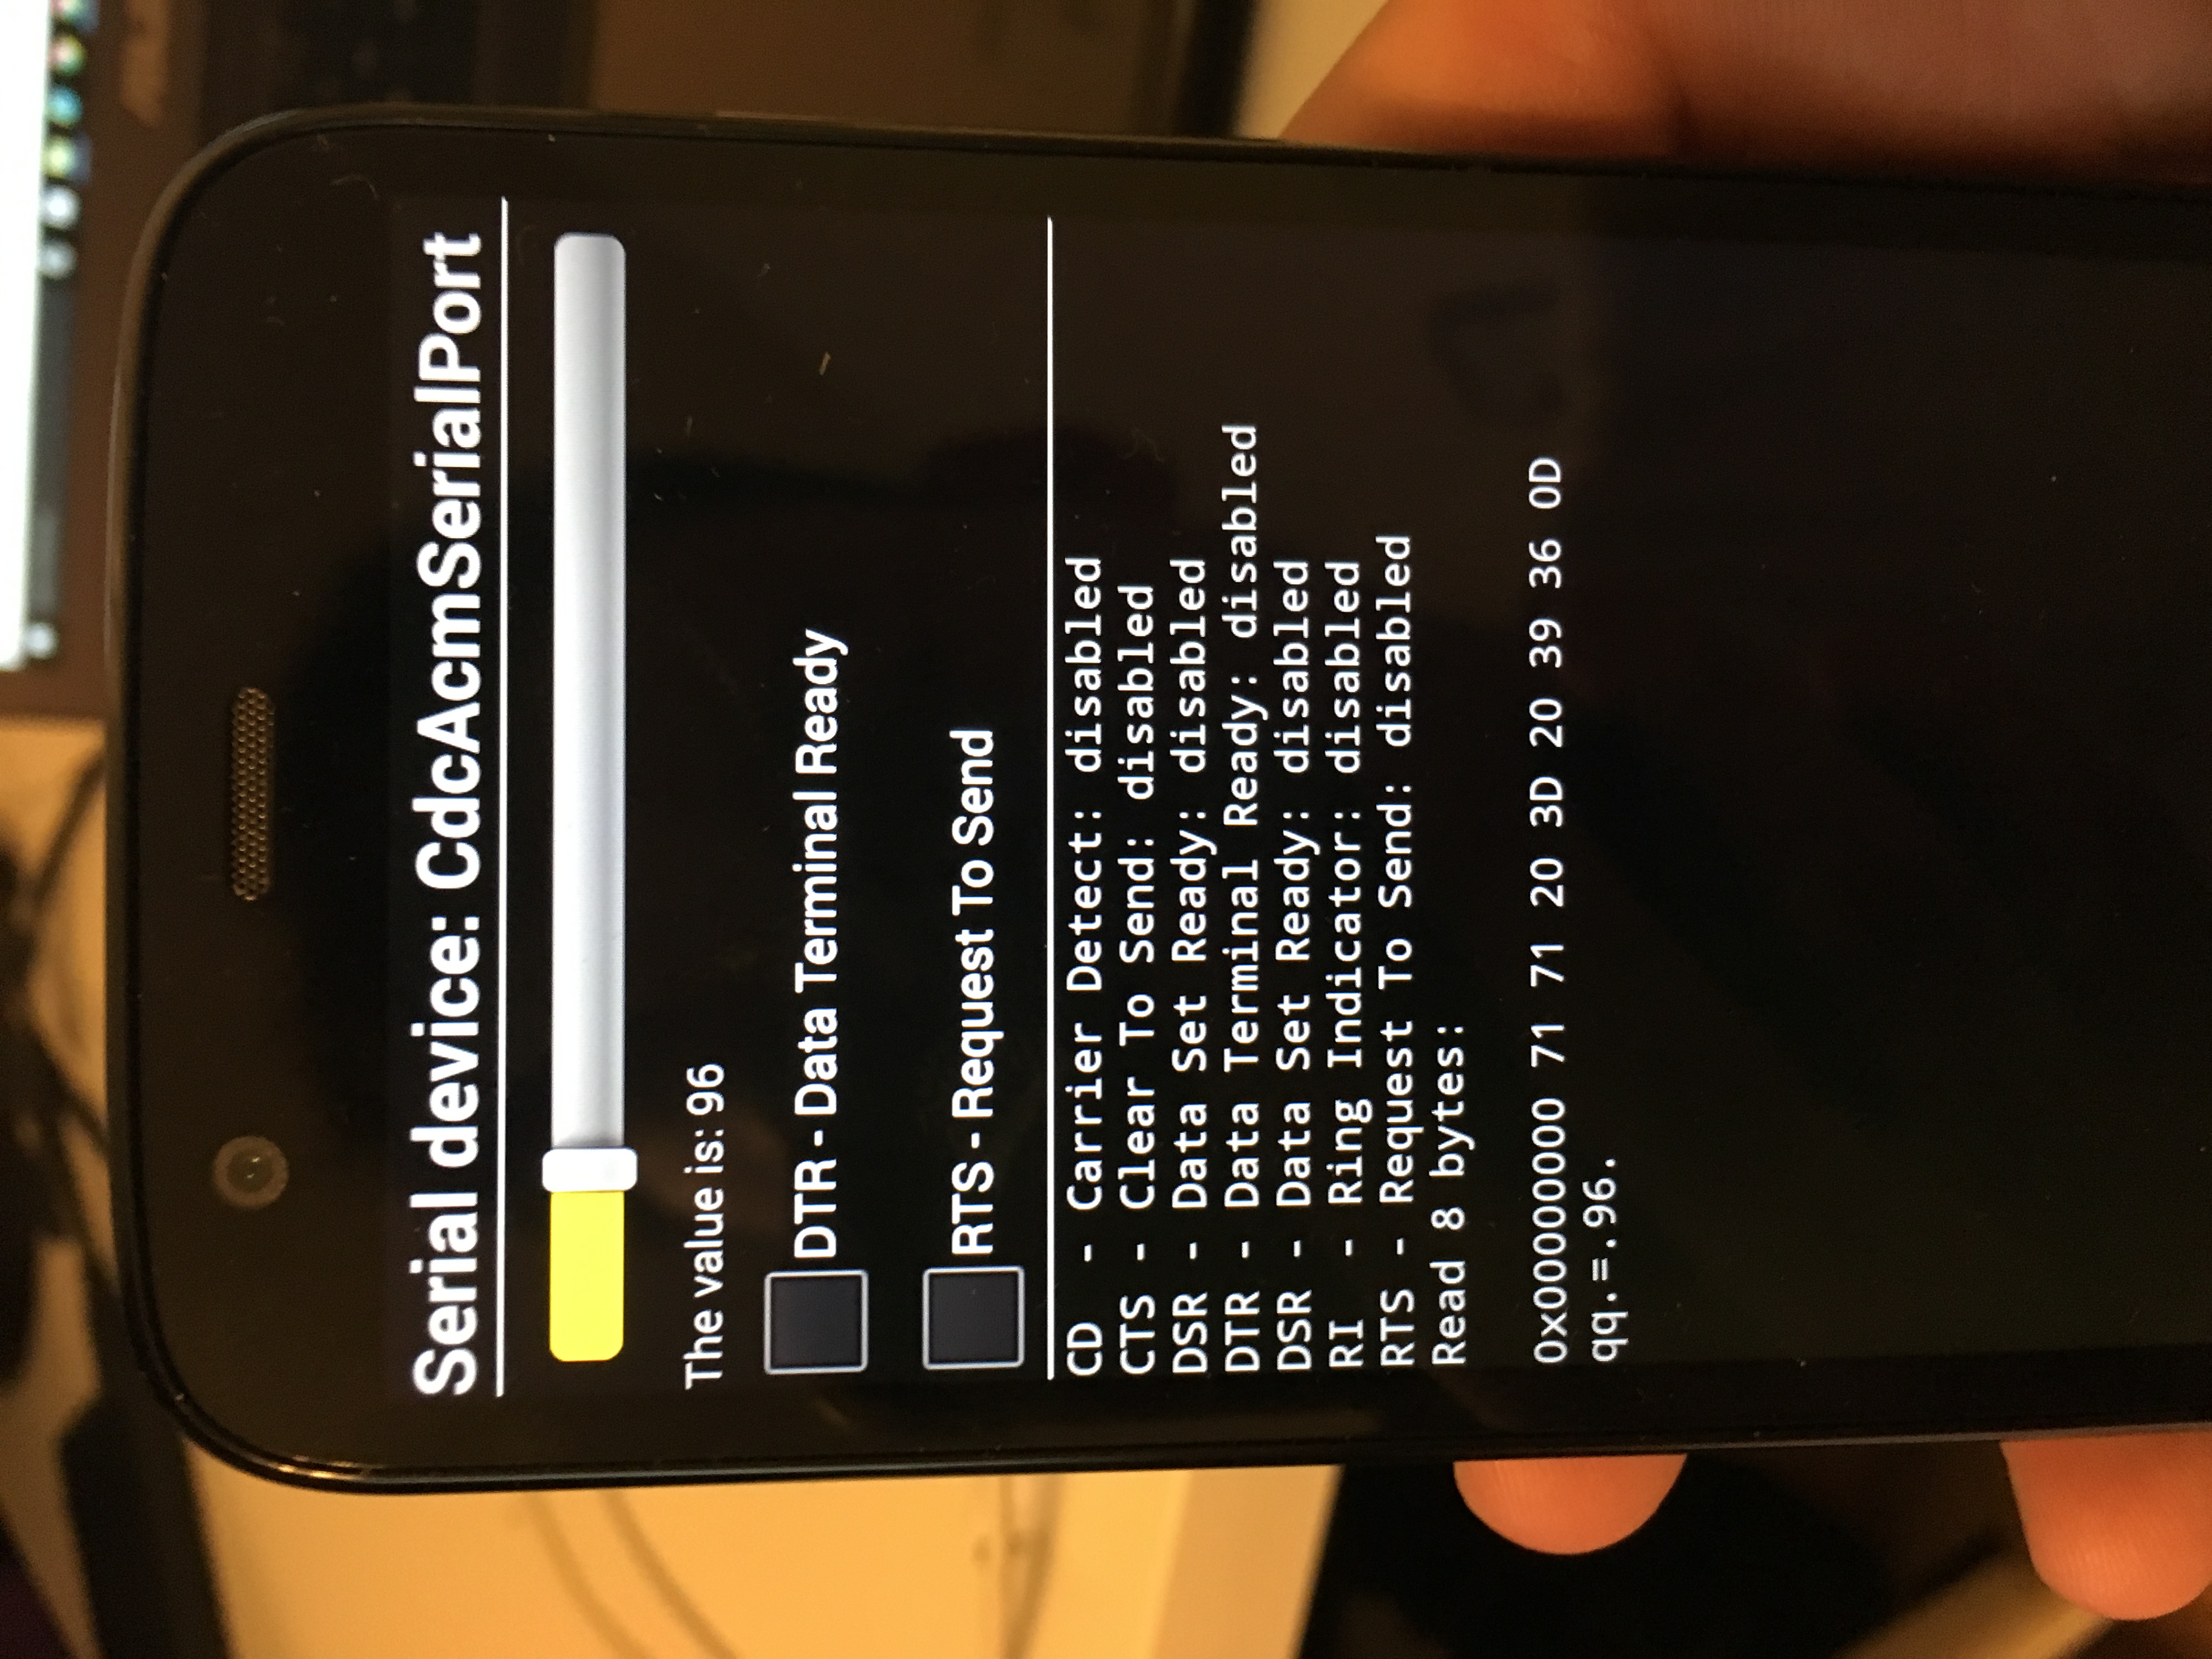 Serial device: CdcAcmSerialPort
The value is: 96
DTR - Data Terminal Ready
RTS - Request To Send
CD  - Carrier Detect: disabled
CTS - Clear To Send: disabled
DSR - Data Set Ready: disabled
DTR - Data Terminal Ready: disabled
DSR - Data Set Ready: disabled
RI  - Ring Indicator: disabled
RTS - Request To Send: disabled
Read 8 bytes:
0x00000000 71 71 20 3D 20 39 36 0D
qq.=.96.